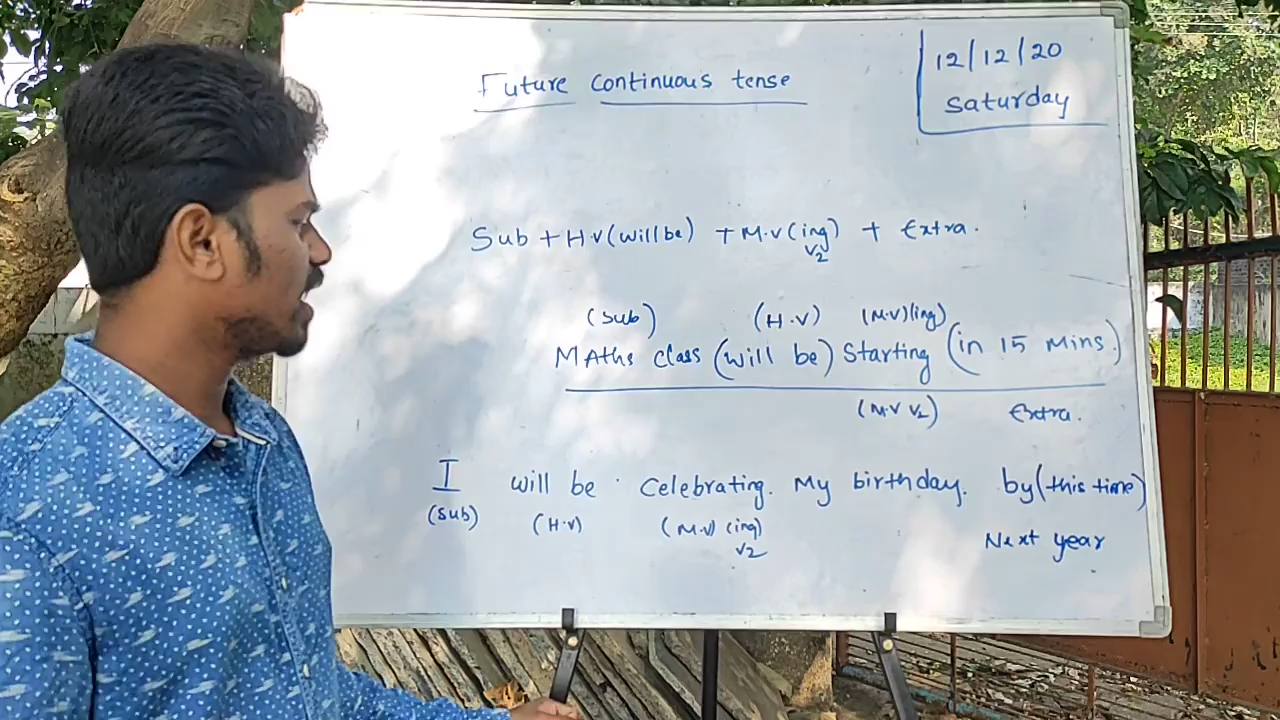 12/12/20
Saturday
Future continuous tense
Sub + H.V (will be) + M.V (ing) + Extra.
V2
(Sub) (H.V) (M.V) (ing)
MAths class (will be) Starting (in 15 Mins.)
(M.V V2) Extra.
I will be celebrating. My birthday. by (this time)
(Sub) (H.V) (M.V) (ing)
V2
Next year